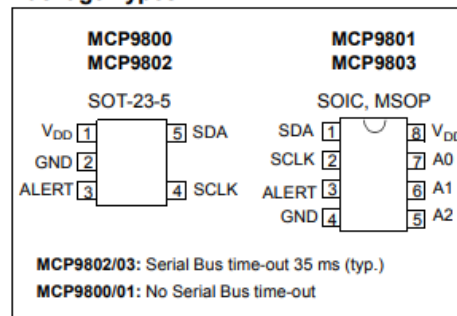 MCP9800
MCP9802
SOT-23-5
VDD 1
GND 2
ALERT 3
5 SDA
4 SCLK
MCP9801
MCP9803
SOIC, MSOP
SDA 1
SCLK 2
ALERT 3
GND 4
8 VDD
7 A0
6 A1
5 A2
MCP9802/03: Serial Bus time-out 35 ms (typ.)
MCP9800/01: No Serial Bus time-out